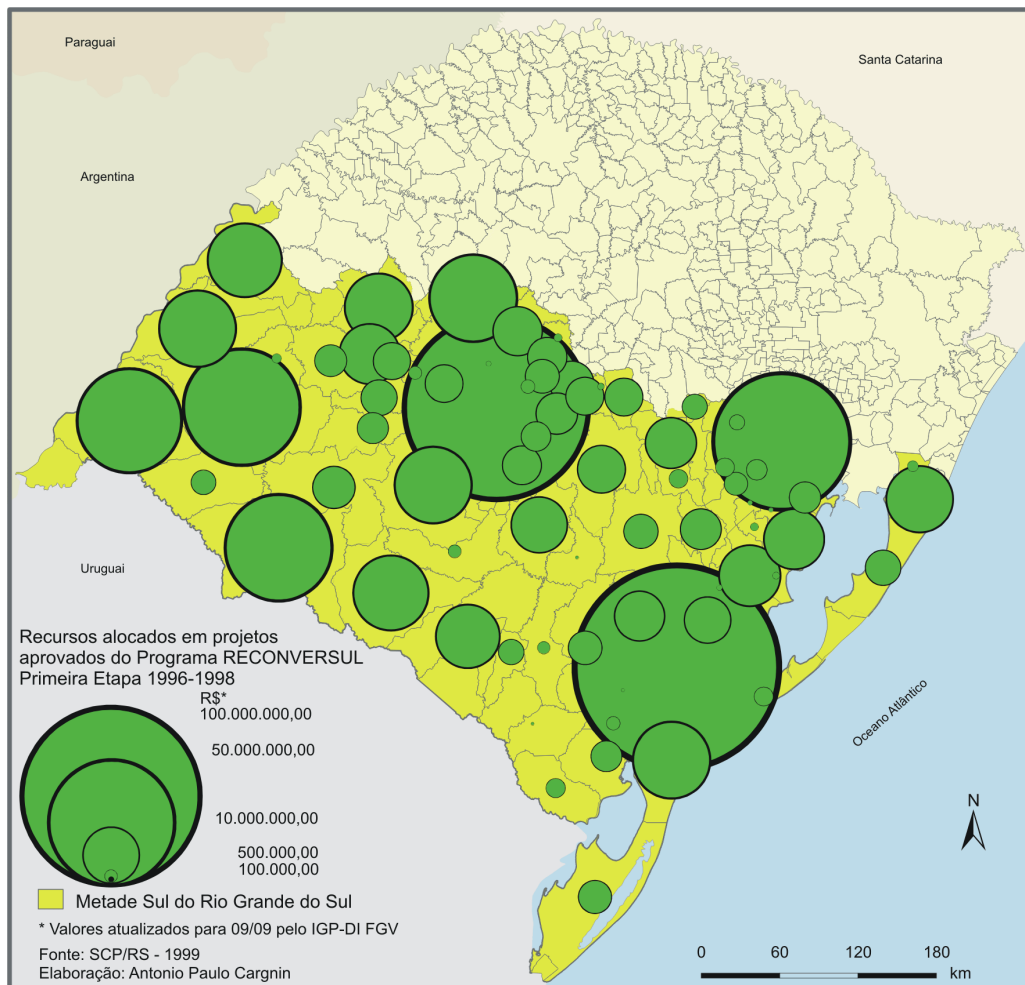 Paraguai
Santa Catarina
Argentina
Uruguai
Oceano Atlântico
Recursos alocados em projetos
aprovados do Programa RECONVERSUL
Primeira Etapa 1996-1998
R$*
100.000.000,00
50.000.000,00
10.000.000,00
500.000,00
100.000,00
Metade Sul do Rio Grande do Sul
* Valores atualizados para 09/09 pelo IGP-DI FGV
Fonte: SCP/RS - 1999
Elaboração: Antonio Paulo Cargnin
N
0 60 120 180
km